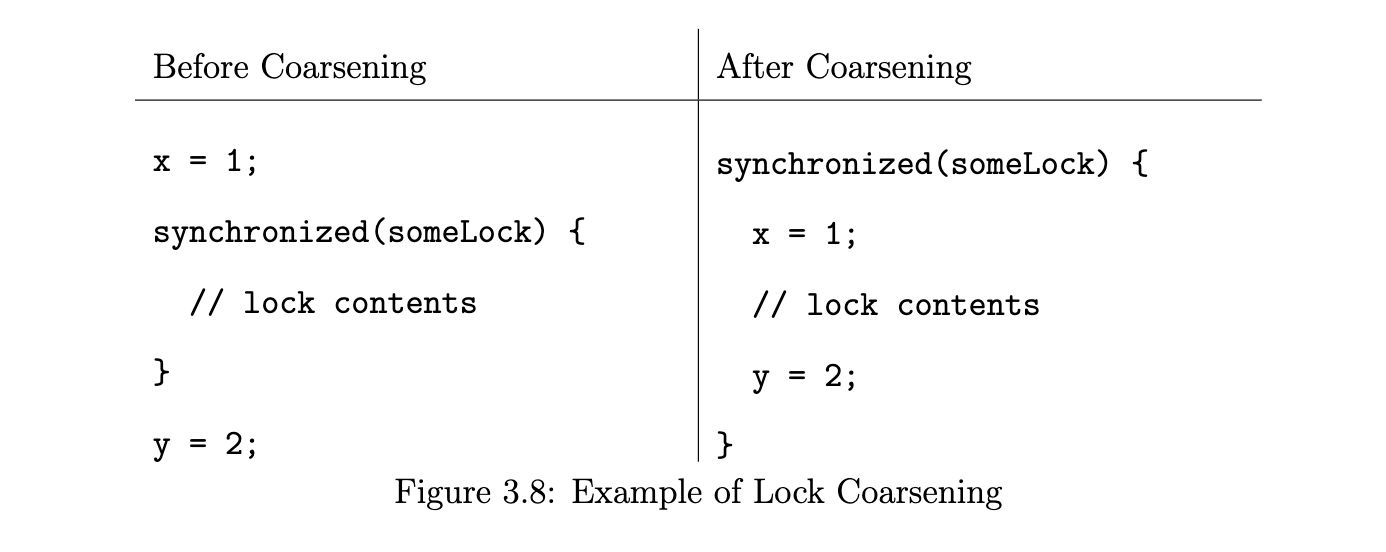 Before Coarsening
x = 1;
synchronized(someLock) {
  // lock contents
}
y = 2;
After Coarsening
synchronized(someLock) {
  x = 1;
  // lock contents
  y = 2;
}
Figure 3.8: Example of Lock Coarsening